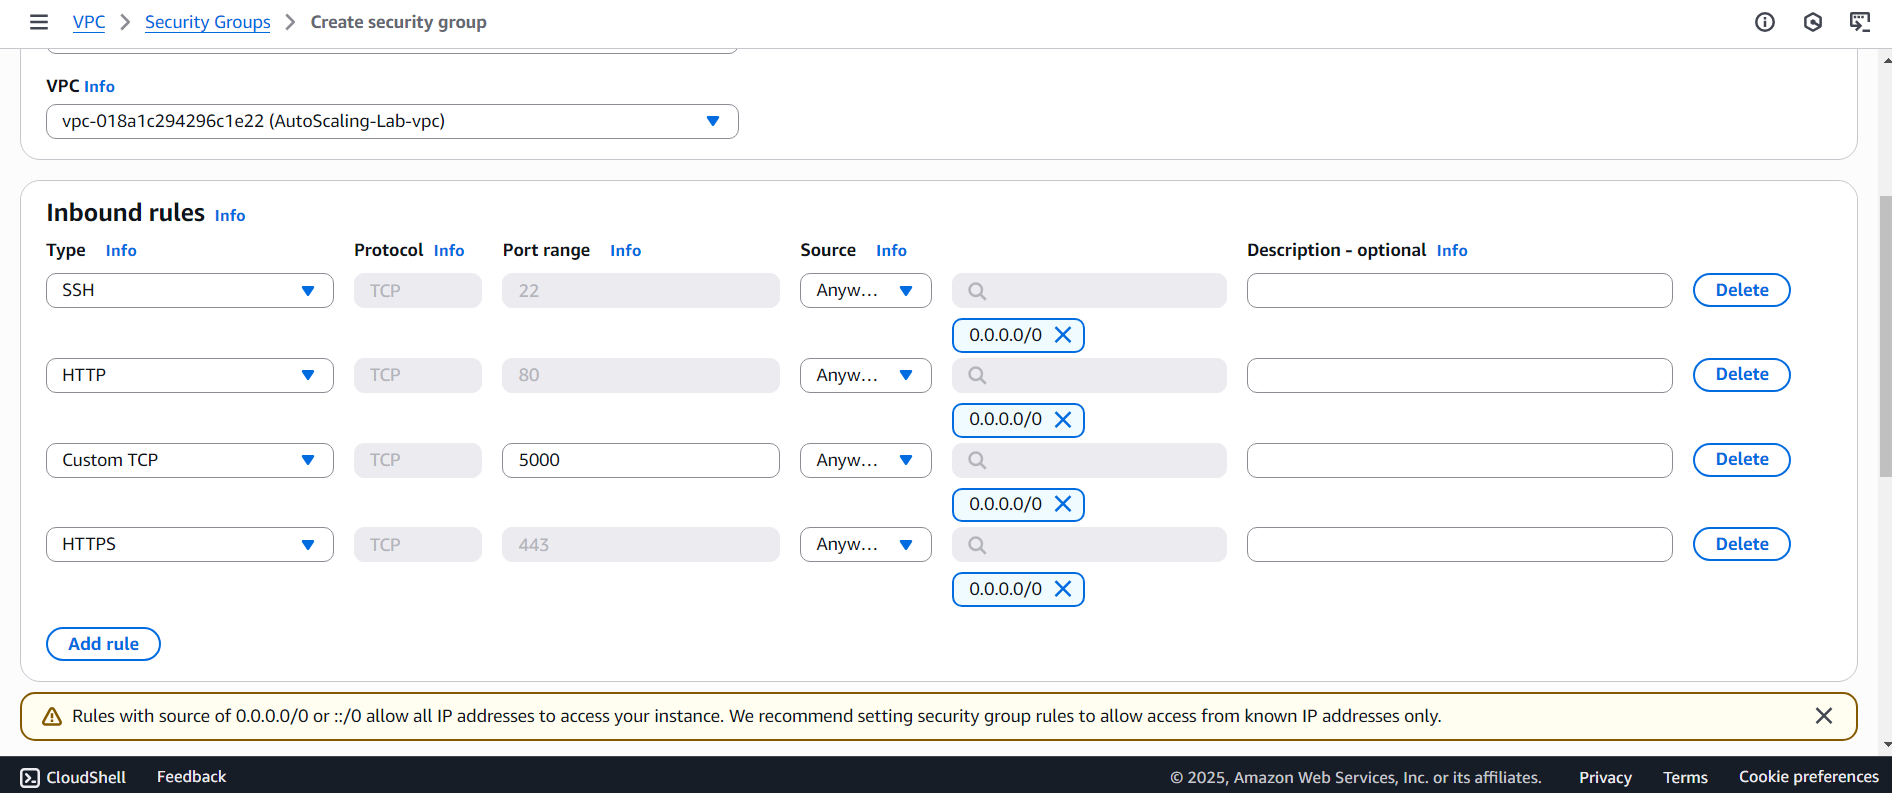 VPC > Security Groups > Create security group
VPC Info
vpc-018a1c294296c1e22 (AutoScaling-Lab-vpc)
Inbound rules Info
Type Info Protocol Info Port range Info Source Info Description - optional Info
SSH TCP 22 Anyw... Delete
0.0.0.0/0
HTTP TCP 80 Anyw... Delete
0.0.0.0/0
Custom TCP TCP 5000 Anyw... Delete
0.0.0.0/0
HTTPS TCP 443 Anyw... Delete
0.0.0.0/0
Add rule
Rules with source of 0.0.0.0/0 or ::/0 allow all IP addresses to access your instance. We recommend setting security group rules to allow access from known IP addresses only.
CloudShell Feedback © 2025, Amazon Web Services, Inc. or its affiliates. Privacy Terms Cookie preferences